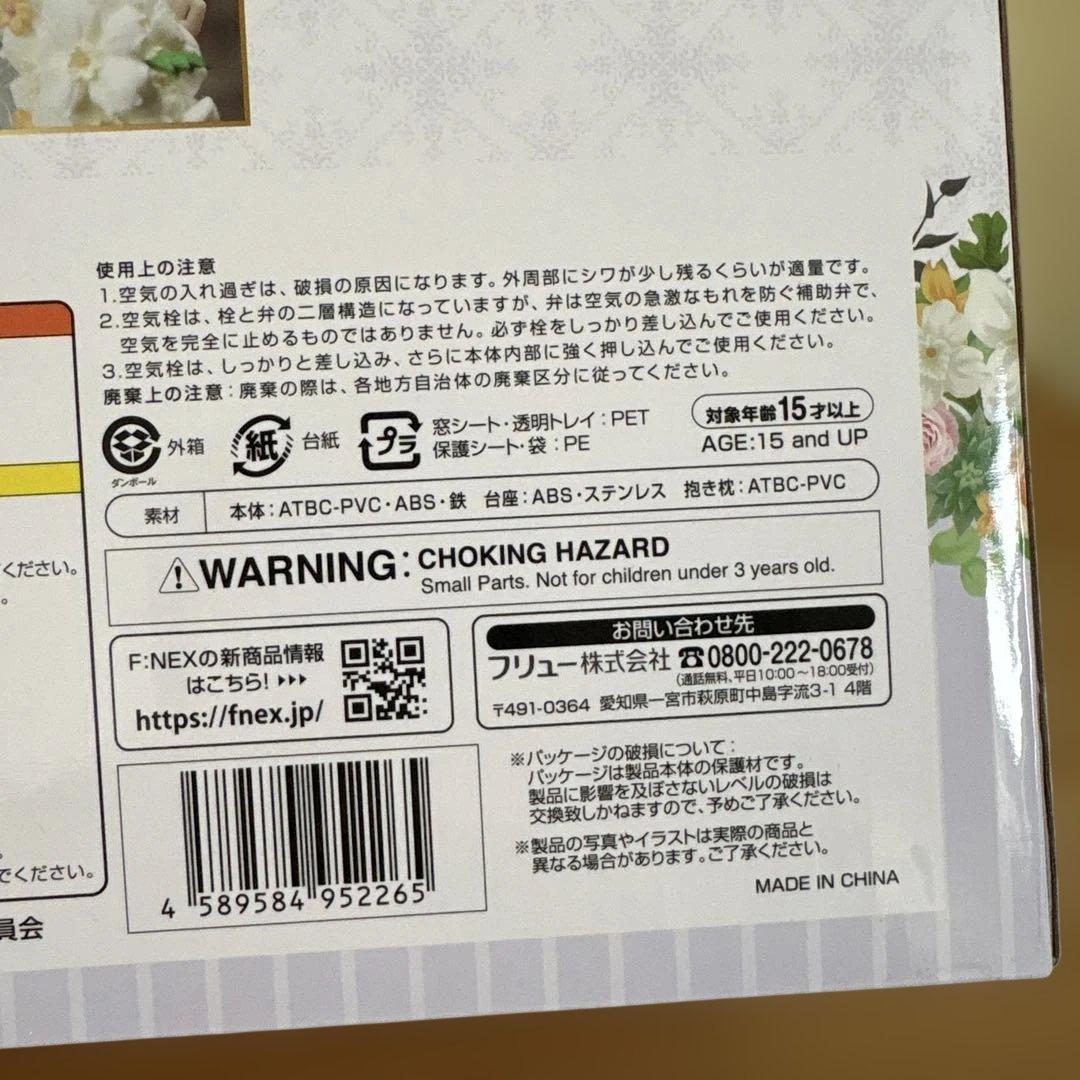 使用上の注意
1.空気の入れ過ぎは、破損の原因になります。外周部にシワが少し残るくらいが適量です。
2.空気栓は、栓と弁の二層構造になっていますが、弁は空気の急激なもれを防ぐ補助弁で、
空気を完全に止めるものではありません。必ず栓をしっかり差し込んでご使用ください。
3.空気栓は、しっかりと差し込み、さらに本体内部に強く押し込んでご使用ください。
廃棄上の注意：廃棄の際は、各地方自治体の廃棄区分に従ってください。
ダンボール
外箱
紙
台紙
プラ
窓シート・透明トレイ：PET
保護シート・袋：PE
対象年齢15才以上
AGE:15 and UP
素材
本体：ATBC-PVC・ABS・鉄 台座：ABS・ステンレス 抱き枕：ATBC-PVC
WARNING: CHOKING HAZARD
Small Parts. Not for children under 3 years old.
ください。
。
F:NEXの新商品情報
はこちら!
https://fnex.jp/
お問い合わせ先
フリュー株式会社 ☎0800-222-0678
(通話無料、平日10:00～18:00受付)
〒491-0364 愛知県一宮市萩原町中島字流3-1 4階
4 589584 952265
※パッケージの破損について：
パッケージは製品本体の保護材です。
製品に影響を及ぼさないレベルの破損は
交換致しかねますので、予めご了承ください。
※製品の写真やイラストは実際の商品と
異なる場合があります。ご了承ください。
MADE IN CHINA
。
でください。
員会